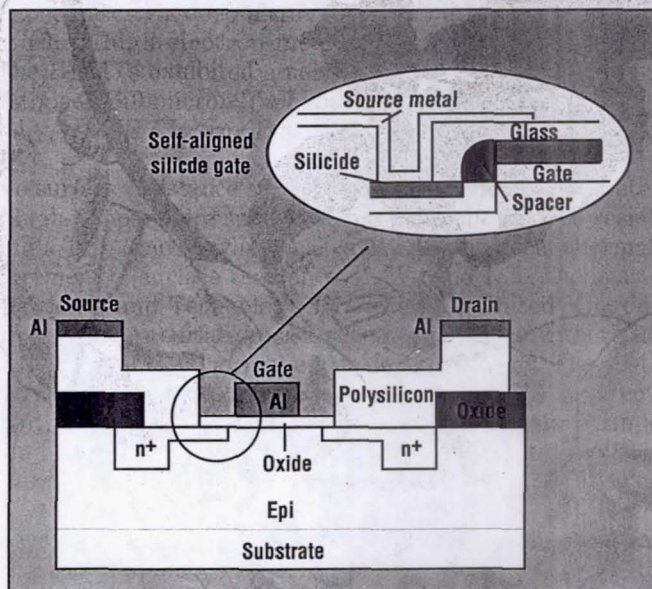 Source metal
Self-aligned
silicde gate
Glass
Silicide
Gate
Spacer
Source
Drain
Al
Al
Gate
Al
Polysilicon
Oxide
n+
n+
Oxide
Epi
Substrate